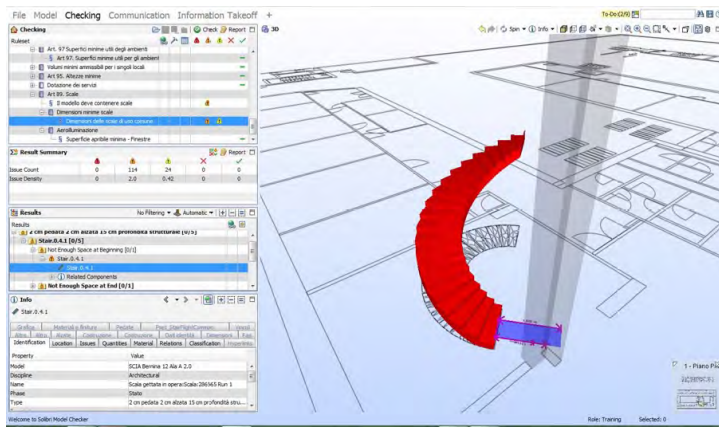 File Model Checking Communication Information Takeoff +
To-Do (2/9)
Checking
Check Report
Ruleset
Art. 97 Superfici minime utili degli ambienti
§ Art 97. Superfici minime utili per gli ambienti
Volumi minimi ammissibili per i singoli locali
Art 95. Altezze minime
Dotazione dei servizi
Art 89. Scale
§ Il modello deve contenere scale
Dimensioni minime scale
Dimensioni delle scale di uso comune
Aeroilluminazione
§ Superfice apribile minima - Finestre
Result Summary
Report
Issue Count 0 114 24 0 0
Issue Density 0 2.0 0.42 0 0
Results
No Filtering Automatic
Results
2 cm pedata 2 cm alzata 15 cm profondità strutturale [0/5]
Stair.0.4.1 [0/5]
Not Enough Space at Beginning [0/1]
Stair.0.4.1
Stair.0.4.1
Related Components
Not Enough Space at End [0/1]
Info
Stair.0.4.1
Identification Location Issues Quantities Material Relations Classification Hyperlinks
Property Value
Model SCIA Bernina 12 Ala A 2.0
Discipline Architectural
Name Scala gettata in opera:Scala:286365 Run 1
Phase Stato
Type 2 cm pedata 2 cm alzata 15 cm profondità stru...
3D
Spin Info
1 - Piano
Welcome to Solibri Model Checker
Role: Training Selected: 0